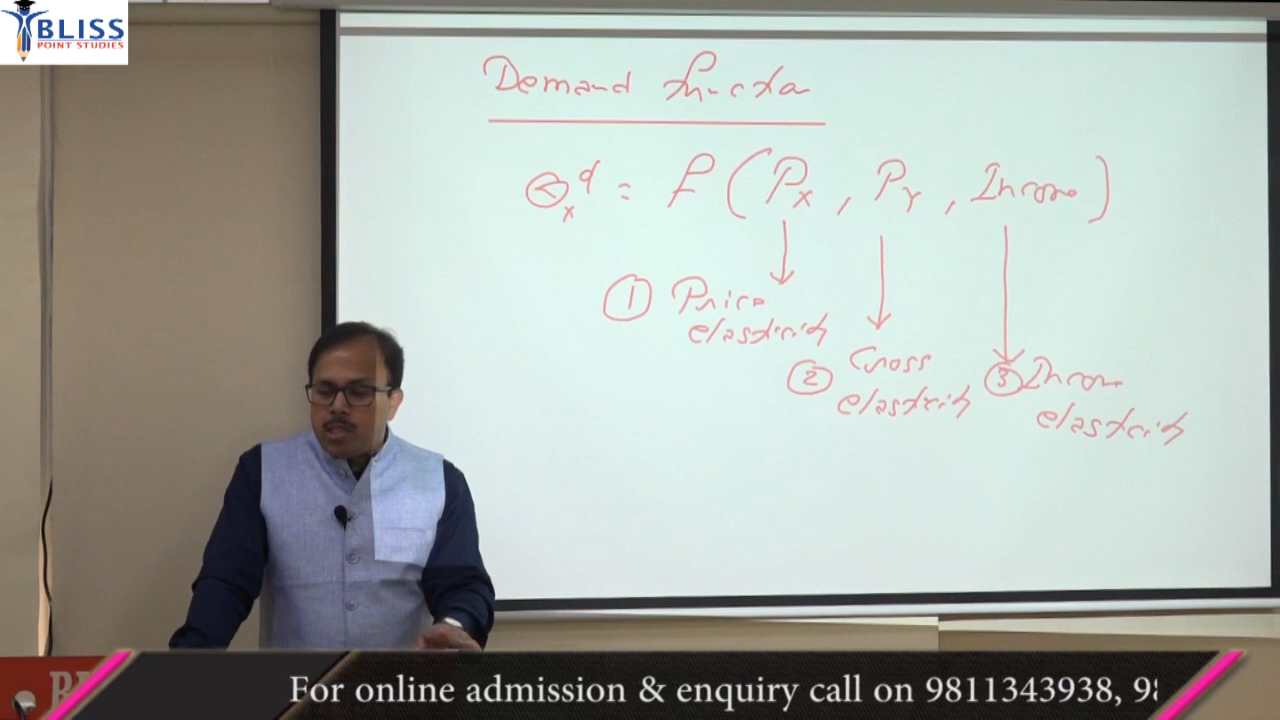 BLISS
POINT STUDIES
Demand function
Qxd = f (Px, PY, Income)
① Price
elasticity
② Cross
elasticity
③ Income
elasticity
For online admission & enquiry call on 9811343938, 98